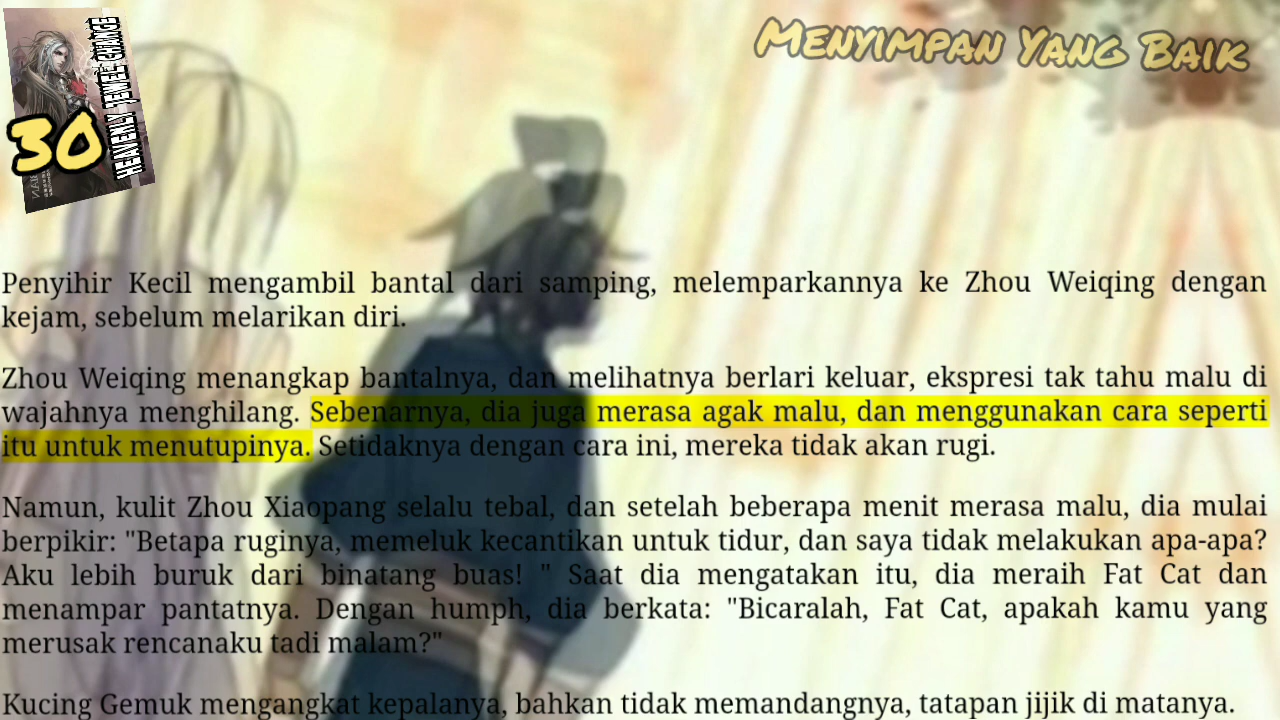 Menyimpan Yang Baik
HEAVENLY JEWEL CHANGE
30
Penyihir Kecil mengambil bantal dari samping, melemparkannya ke Zhou Weiqing dengan
kejam, sebelum melarikan diri.
Zhou Weiqing menangkap bantalnya, dan melihatnya berlari keluar, ekspresi tak tahu malu di
wajahnya menghilang. Sebenarnya, dia juga merasa agak malu, dan menggunakan cara seperti
itu untuk menutupinya. Setidaknya dengan cara ini, mereka tidak akan rugi.
Namun, kulit Zhou Xiaopang selalu tebal, dan setelah beberapa menit merasa malu, dia mulai
berpikir: "Betapa ruginya, memeluk kecantikan untuk tidur, dan saya tidak melakukan apa-apa?
Aku lebih buruk dari binatang buas! " Saat dia mengatakan itu, dia meraih Fat Cat dan
menampar pantatnya. Dengan humph, dia berkata: "Bicaralah, Fat Cat, apakah kamu yang
merusak rencanaku tadi malam?"
Kucing Gemuk mengangkat kepalanya, bahkan tidak memandangnya, tatapan jijik di matanya.